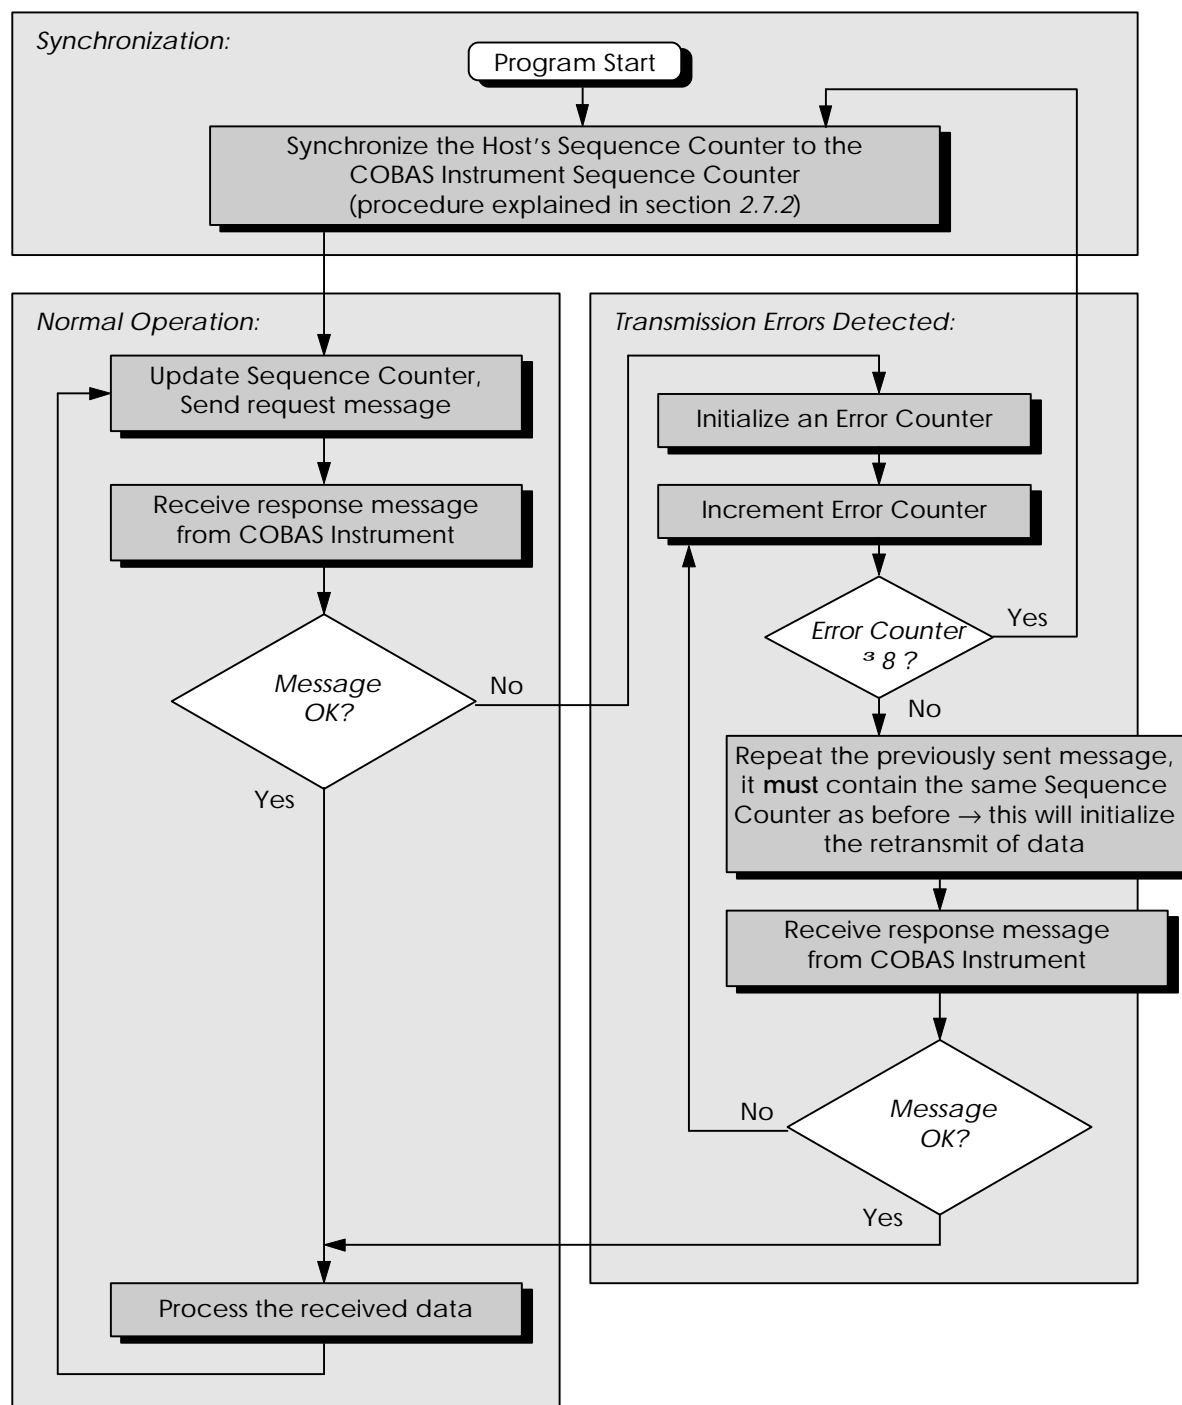 Synchronization:
Program Start
Synchronize the Host's Sequence Counter to the
COBAS Instrument Sequence Counter
(procedure explained in section 2.7.2)
Normal Operation:
Update Sequence Counter,
Send request message
Receive response message
from COBAS Instrument
Message
OK?
No
Yes
Process the received data
Transmission Errors Detected:
Initialize an Error Counter
Increment Error Counter
Error Counter
³ 8 ?
Yes
No
Repeat the previously sent message,
it must contain the same Sequence
Counter as before → this will initialize
the retransmit of data
Receive response message
from COBAS Instrument
Message
OK?
No
Yes